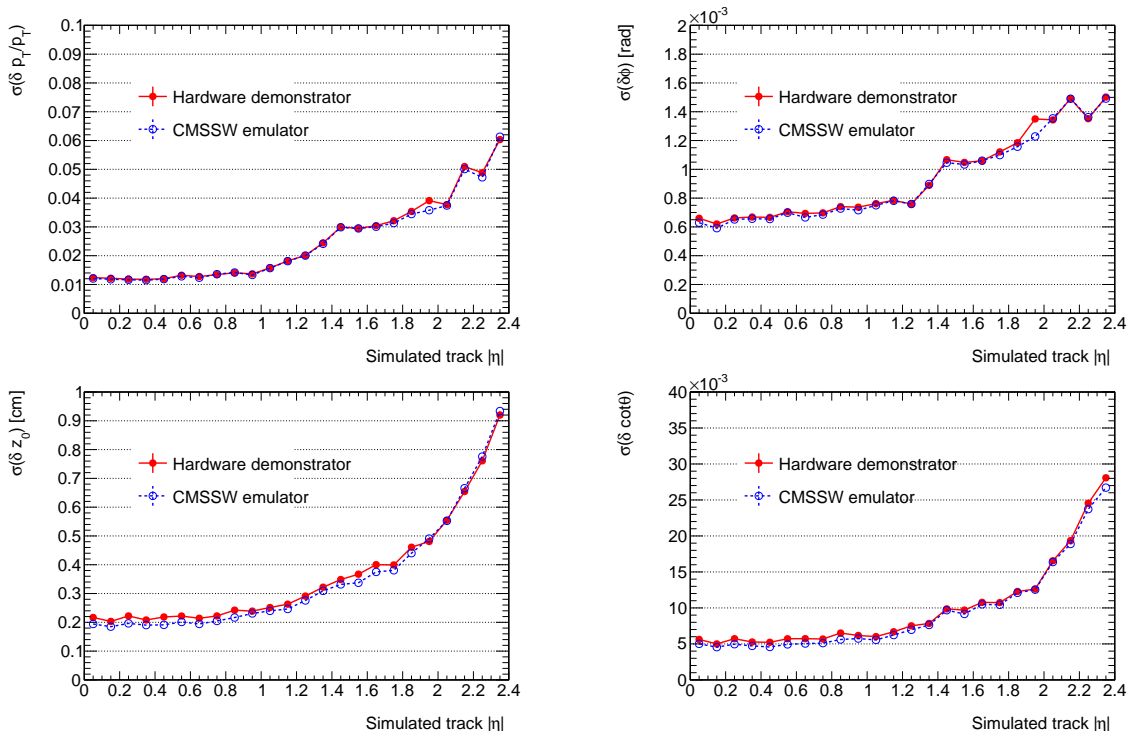 σ(δ p_T/p_T)
0.1
0.09
0.08
0.07
0.06
0.05
0.04
0.03
0.02
0.01
0
Hardware demonstrator
CMSSW emulator
0 0.2 0.4 0.6 0.8 1 1.2 1.4 1.6 1.8 2 2.2 2.4
Simulated track |η|
×10⁻³
σ(δϕ) [rad]
2
1.8
1.6
1.4
1.2
1
0.8
0.6
0.4
0.2
0
Hardware demonstrator
CMSSW emulator
0 0.2 0.4 0.6 0.8 1 1.2 1.4 1.6 1.8 2 2.2 2.4
Simulated track |η|
σ(δ z_0) [cm]
1
0.9
0.8
0.7
0.6
0.5
0.4
0.3
0.2
0.1
0
Hardware demonstrator
CMSSW emulator
0 0.2 0.4 0.6 0.8 1 1.2 1.4 1.6 1.8 2 2.2 2.4
Simulated track |η|
×10⁻³
σ(δ cotθ)
40
35
30
25
20
15
10
5
0
Hardware demonstrator
CMSSW emulator
0 0.2 0.4 0.6 0.8 1 1.2 1.4 1.6 1.8 2 2.2 2.4
Simulated track |η|